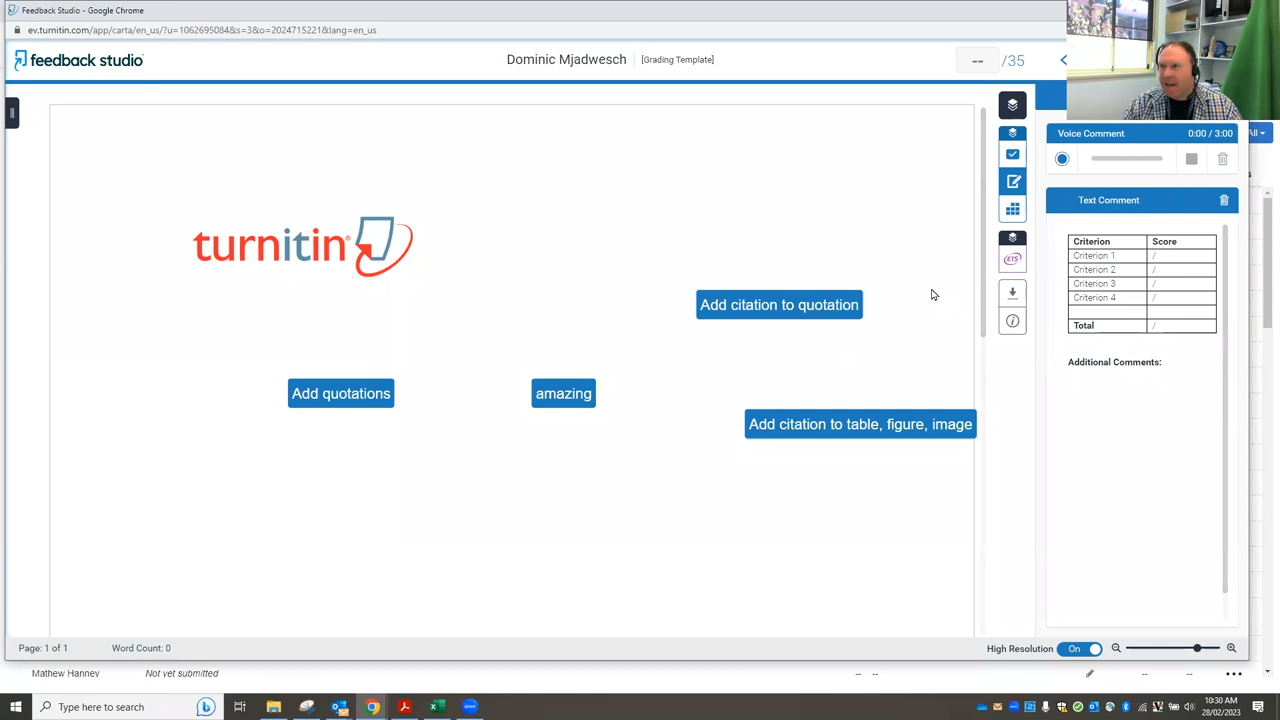 Feedback Studio - Google Chrome
ev.turnitin.com/app/carta/en_us/?u=1062695084&s=3&o=2024715221&lang=en_us
feedback studio
Dominic Mjadwesch [Grading Template] -- /35
All
Voice Comment 0:00 / 3:00
Text Comment
Criterion Score
Criterion 1 /
Criterion 2 /
Criterion 3 /
Criterion 4 /
Total /
Additional Comments:
turnitin
ETS
Add citation to quotation
Add quotations
amazing
Add citation to table, figure, image
Page: 1 of 1 Word Count: 0 High Resolution On
Mathew Hanney Not yet submitted -- -- -- --
Type here to search
10:30 AM
28/02/2023